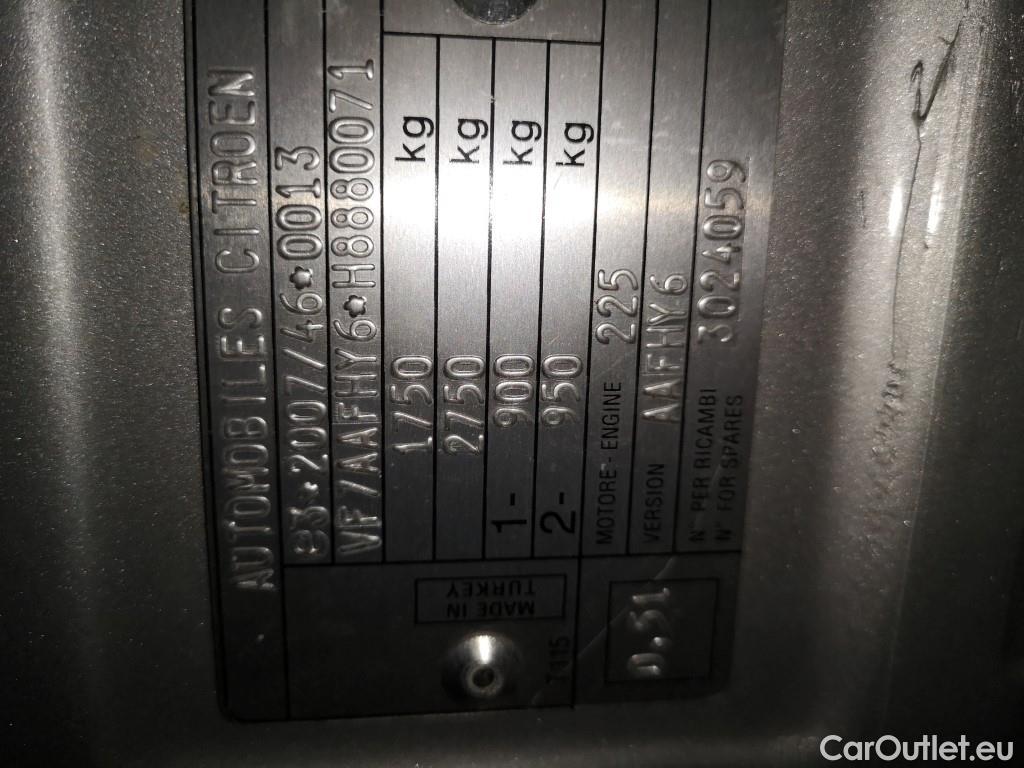 AUTOMOBILES CITROEN
e3*2007/46*0013
VF7AAFHY6*H8880071
1750 kg
2750 kg
1- 900 kg
2- 950 kg
MOTORE - ENGINE 225
VERSION AAFHY6
N° PER RICAMBI
N° FOR SPARES 3024059
MADE IN
TURKEY
7415
0.51
CarOutlet.eu